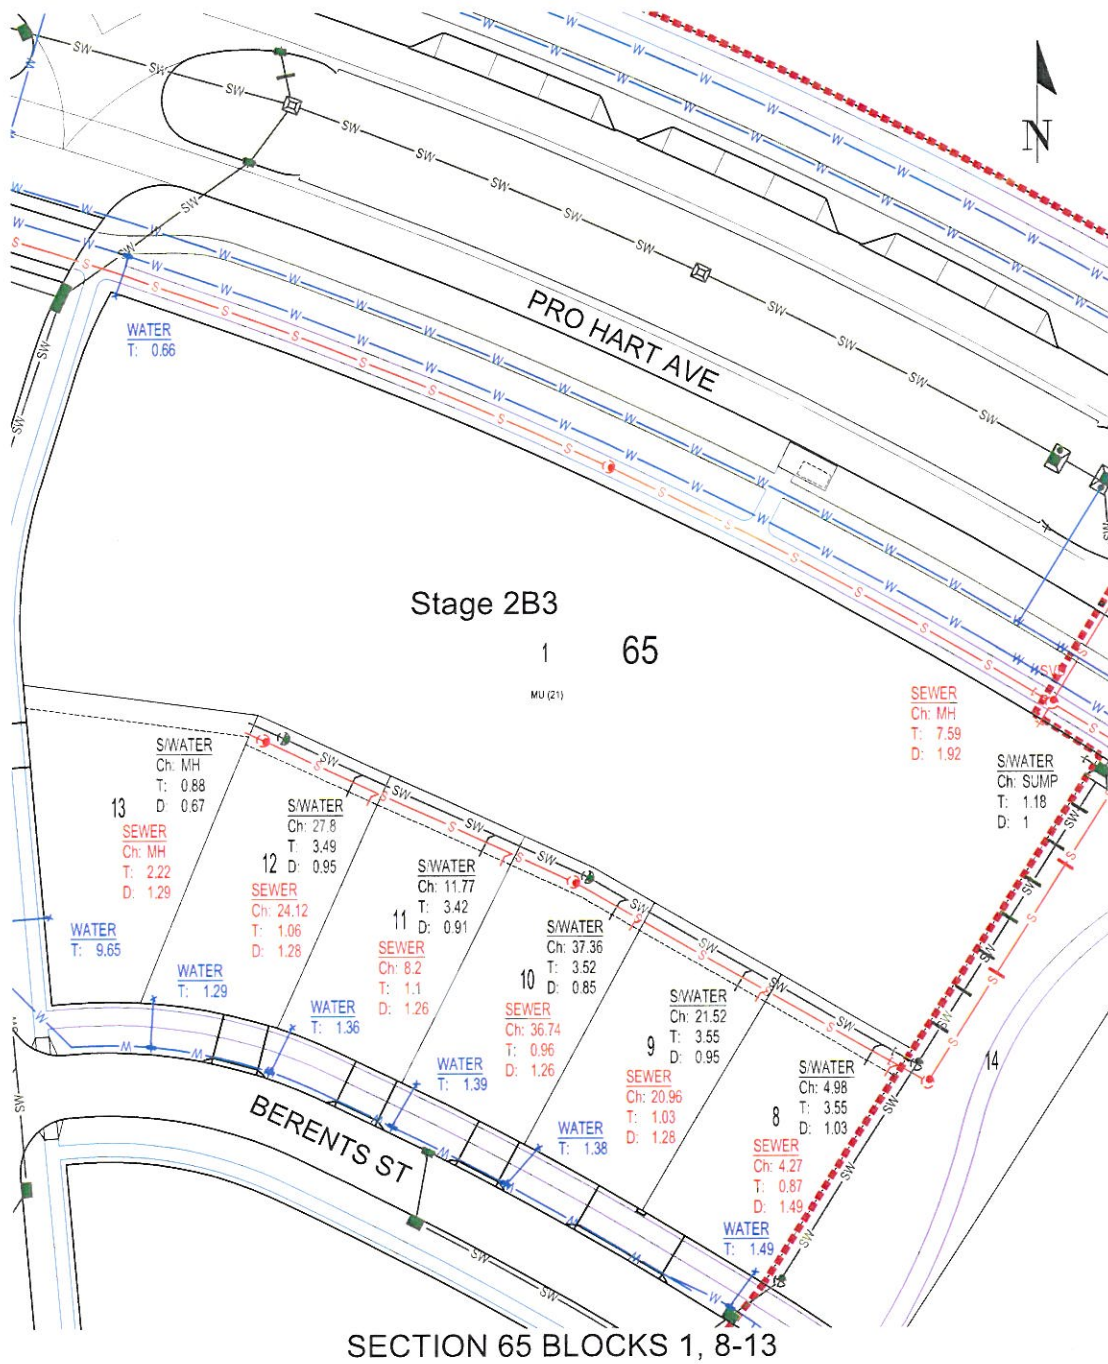 N
PRO HART AVE
WATER
T: 0.66
Stage 2B3
1
65
MU (21)
SEWER
Ch: MH
T: 7.59
D: 1.92
S/WATER
Ch: SUMP
T: 1.18
D: 1
13
S/WATER
Ch: MH
T: 0.88
D: 0.67
SEWER
Ch: MH
T: 2.22
D: 1.29
WATER
T: 9.65
12
S/WATER
Ch: 27.8
T: 3.49
D: 0.95
SEWER
Ch: 24.12
T: 1.06
D: 1.28
WATER
T: 1.29
11
S/WATER
Ch: 11.77
T: 3.42
D: 0.91
SEWER
Ch: 8.2
T: 1.1
D: 1.26
WATER
T: 1.36
10
S/WATER
Ch: 37.36
T: 3.52
D: 0.85
SEWER
Ch: 36.74
T: 0.96
D: 1.26
WATER
T: 1.39
9
S/WATER
Ch: 21.52
T: 3.55
D: 0.95
SEWER
Ch: 20.96
T: 1.03
D: 1.28
WATER
T: 1.38
8
S/WATER
Ch: 4.98
T: 3.55
D: 1.03
SEWER
Ch: 4.27
T: 0.87
D: 1.49
WATER
T: 1.49
14
BERENTS ST
SECTION 65 BLOCKS 1, 8-13